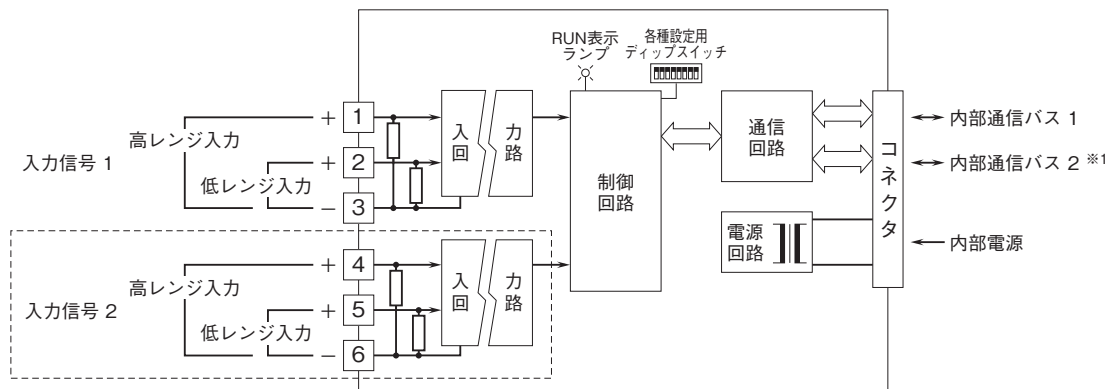 RUN表示
ランプ
各種設定用
ディップスイッチ
入力信号 1
高レンジ入力
低レンジ入力
+ 1
+ 2
− 3
入力
回路
制御
回路
通信
回路
コネクタ
内部通信バス 1
内部通信バス 2 ※1
電源
回路
内部電源
入力信号 2
高レンジ入力
低レンジ入力
+ 4
+ 5
− 6
入力
回路